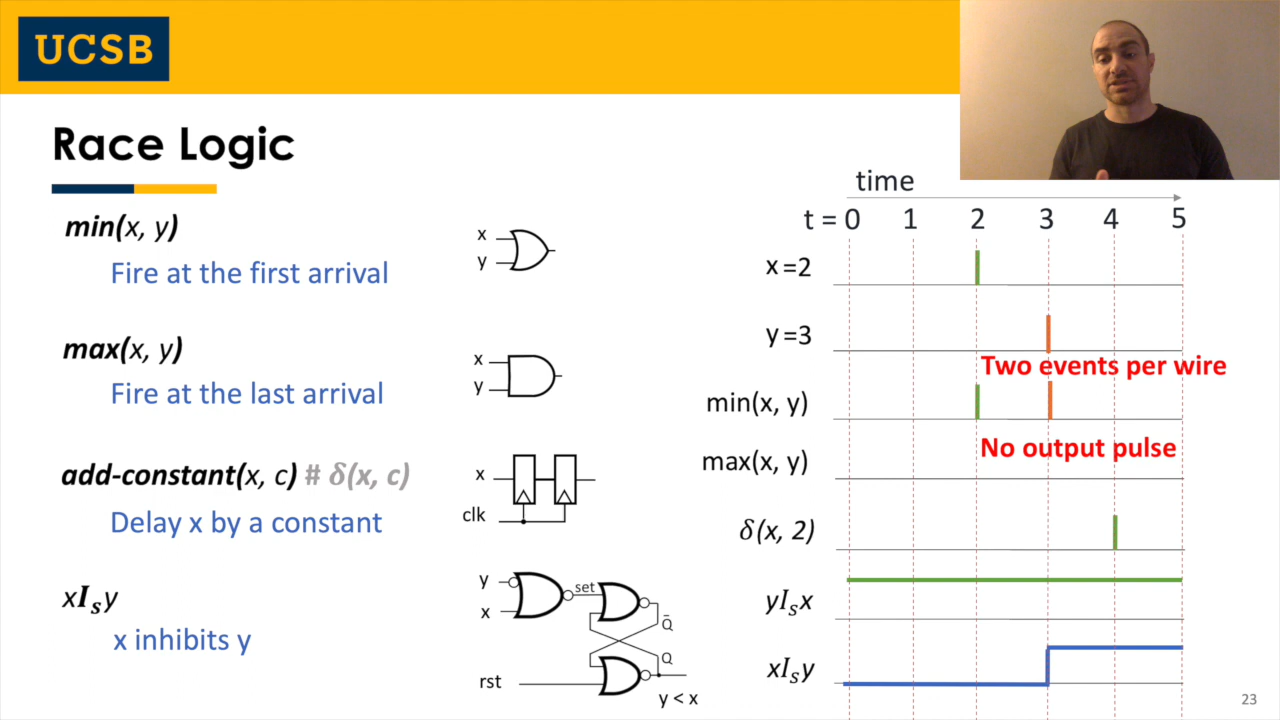 UCSB
Race Logic
min(x, y)
Fire at the first arrival
max(x, y)
Fire at the last arrival
add-constant(x, c) # δ(x, c)
Delay x by a constant
xIₛy
x inhibits y
x
y
x
y
x
clk
y
x
set
Q̄
Q
rst
y < x
time
t = 0 1 2 3 4 5
x =2
y =3
Two events per wire
min(x, y)
No output pulse
max(x, y)
δ(x, 2)
yIₛx
xIₛy
23